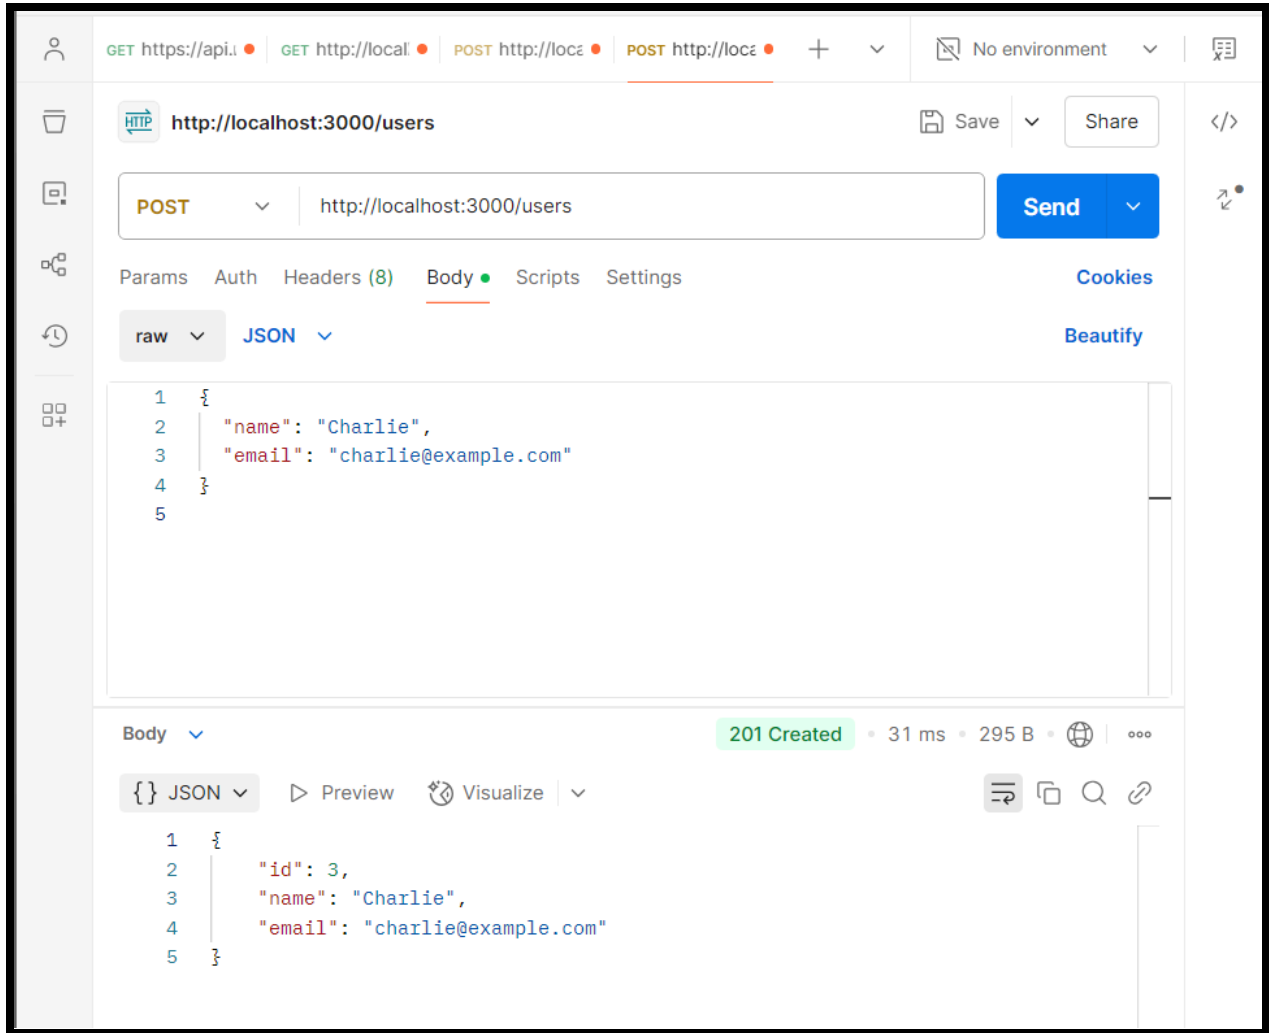 GET https://api.u GET http://local POST http://loca POST http://loca No environment
HTTP http://localhost:3000/users Save Share
POST http://localhost:3000/users Send
Params Auth Headers (8) Body Scripts Settings Cookies
raw JSON Beautify
1 {
2 "name": "Charlie",
3 "email": "charlie@example.com"
4 }
5
Body 201 Created • 31 ms • 295 B
{} JSON Preview Visualize
1 {
2 "id": 3,
3 "name": "Charlie",
4 "email": "charlie@example.com"
5 }